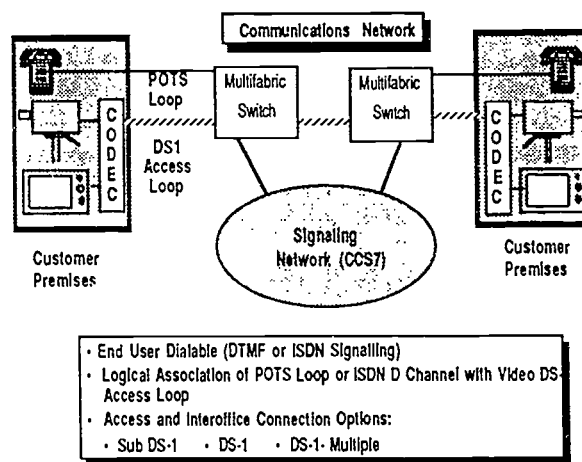 Communications Network
POTS
Loop
Multifabric
Switch
Multifabric
Switch
CODEC
DS1
Access
Loop
CODEC
Customer
Premises
Signaling
Network (CCS7)
Customer
Premises
· End User Dialable (DTMF or ISDN Signalling)
· Logical Association of POTS Loop or ISDN D Channel with Video DS-
Access Loop
· Access and Interoffice Connection Options:
· Sub DS-1 · DS-1 · DS-1- Multiple